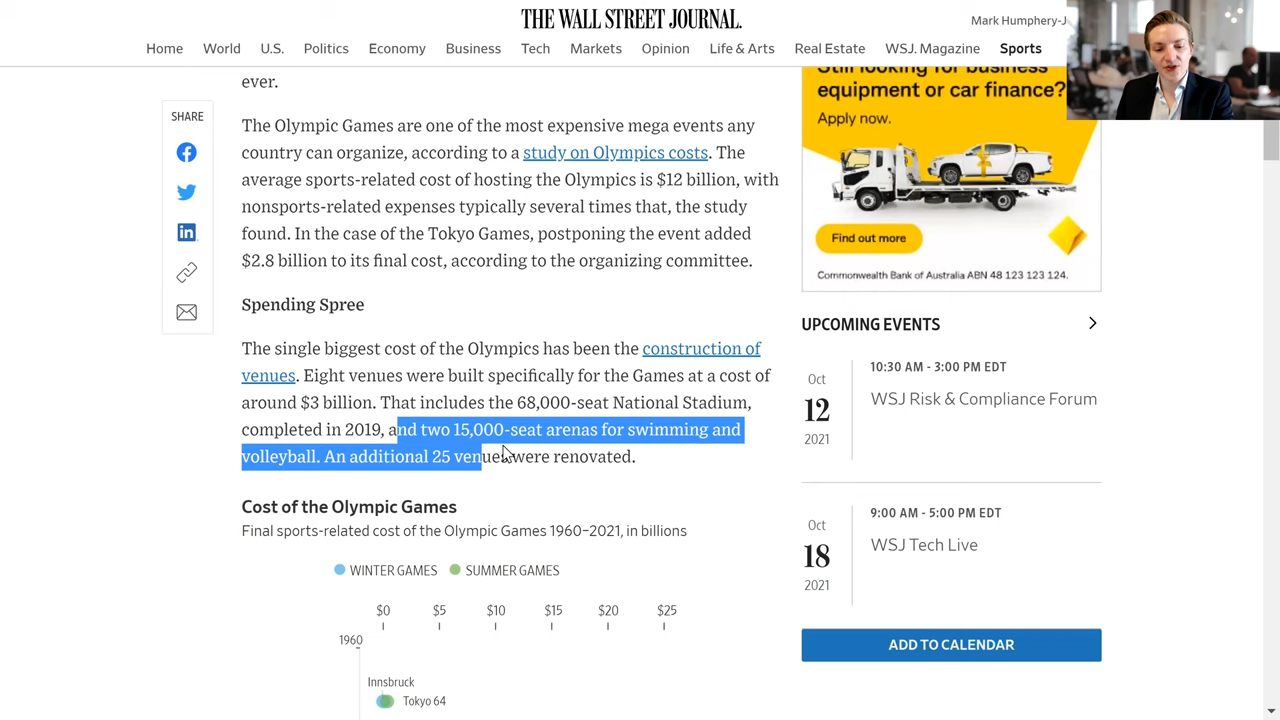 THE WALL STREET JOURNAL.
Mark Humphery-J
Home World U.S. Politics Economy Business Tech Markets Opinion Life & Arts Real Estate WSJ. Magazine Sports
ever.
SHARE
The Olympic Games are one of the most expensive mega events any
country can organize, according to a study on Olympics costs. The
average sports-related cost of hosting the Olympics is $12 billion, with
nonsports-related expenses typically several times that, the study
found. In the case of the Tokyo Games, postponing the event added
$2.8 billion to its final cost, according to the organizing committee.
Spending Spree
The single biggest cost of the Olympics has been the construction of
venues. Eight venues were built specifically for the Games at a cost of
around $3 billion. That includes the 68,000-seat National Stadium,
completed in 2019, and two 15,000-seat arenas for swimming and
volleyball. An additional 25 venues were renovated.
Cost of the Olympic Games
Final sports-related cost of the Olympic Games 1960–2021, in billions
WINTER GAMES SUMMER GAMES
$0 $5 $10 $15 $20 $25
1960
Innsbruck
Tokyo 64
Still looking for business
equipment or car finance?
Apply now.
Find out more
Commonwealth Bank of Australia ABN 48 123 123 124.
UPCOMING EVENTS
Oct
12
2021
10:30 AM - 3:00 PM EDT
WSJ Risk & Compliance Forum
Oct
18
2021
9:00 AM - 5:00 PM EDT
WSJ Tech Live
ADD TO CALENDAR